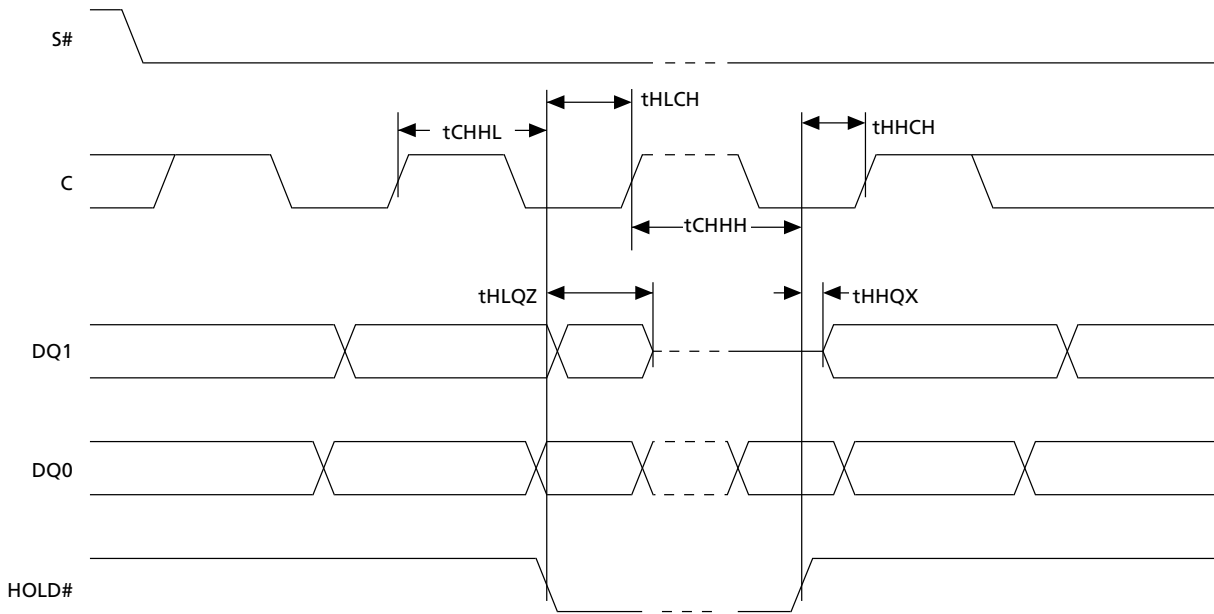 S#
tHLCH
tCHHL
tHHCH
C
tCHHH
tHLQZ
tHHQX
DQ1
DQ0
HOLD#